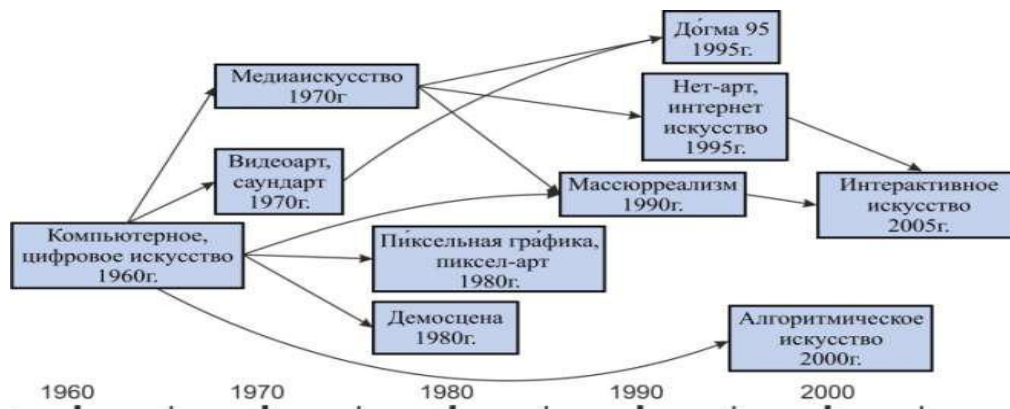 До́гма 95
1995г.
Медиаискусство
1970г
Нет-арт,
интернет
искусство
1995г.
Видеоарт,
саундарт
1970г.
Массюрреализм
1990г.
Интерактивное
искусство
2005г.
Компьютерное,
цифровое искусство
1960г.
Пи́ксельная гра́фика,
пиксел-арт
1980г.
Демосцена
1980г.
Алгоритмическое
искусство
2000г.
1960 1970 1980 1990 2000